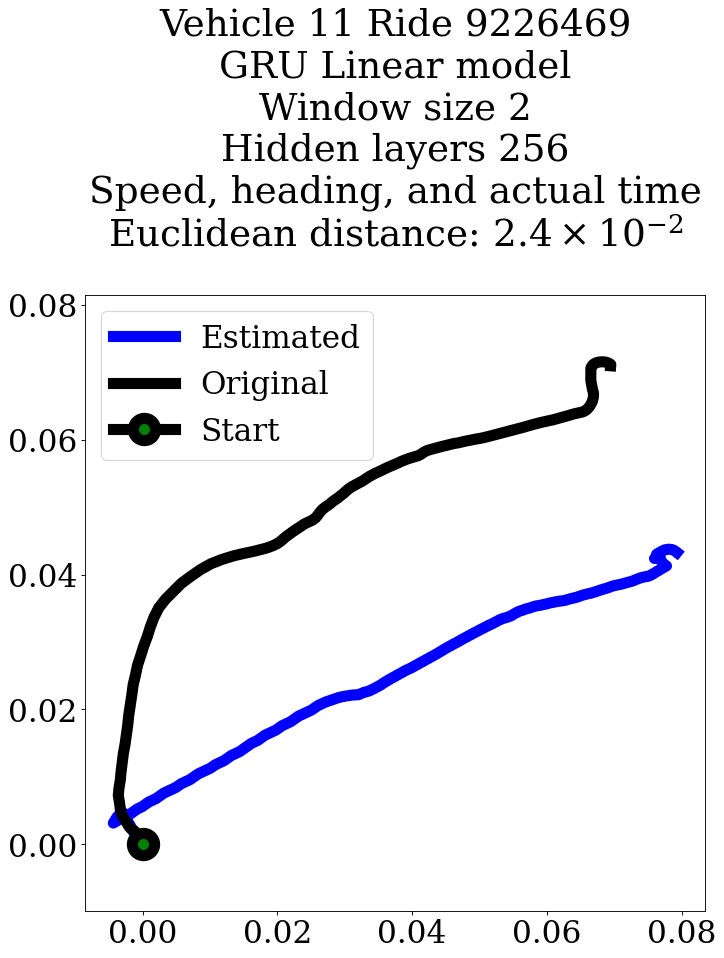 Vehicle 11 Ride 9226469
GRU Linear model
Window size 2
Hidden layers 256
Speed, heading, and actual time
Euclidean distance: 2.4 × 10⁻²
0.08
Estimated
Original
Start
0.06
0.04
0.02
0.00
0.00 0.02 0.04 0.06 0.08